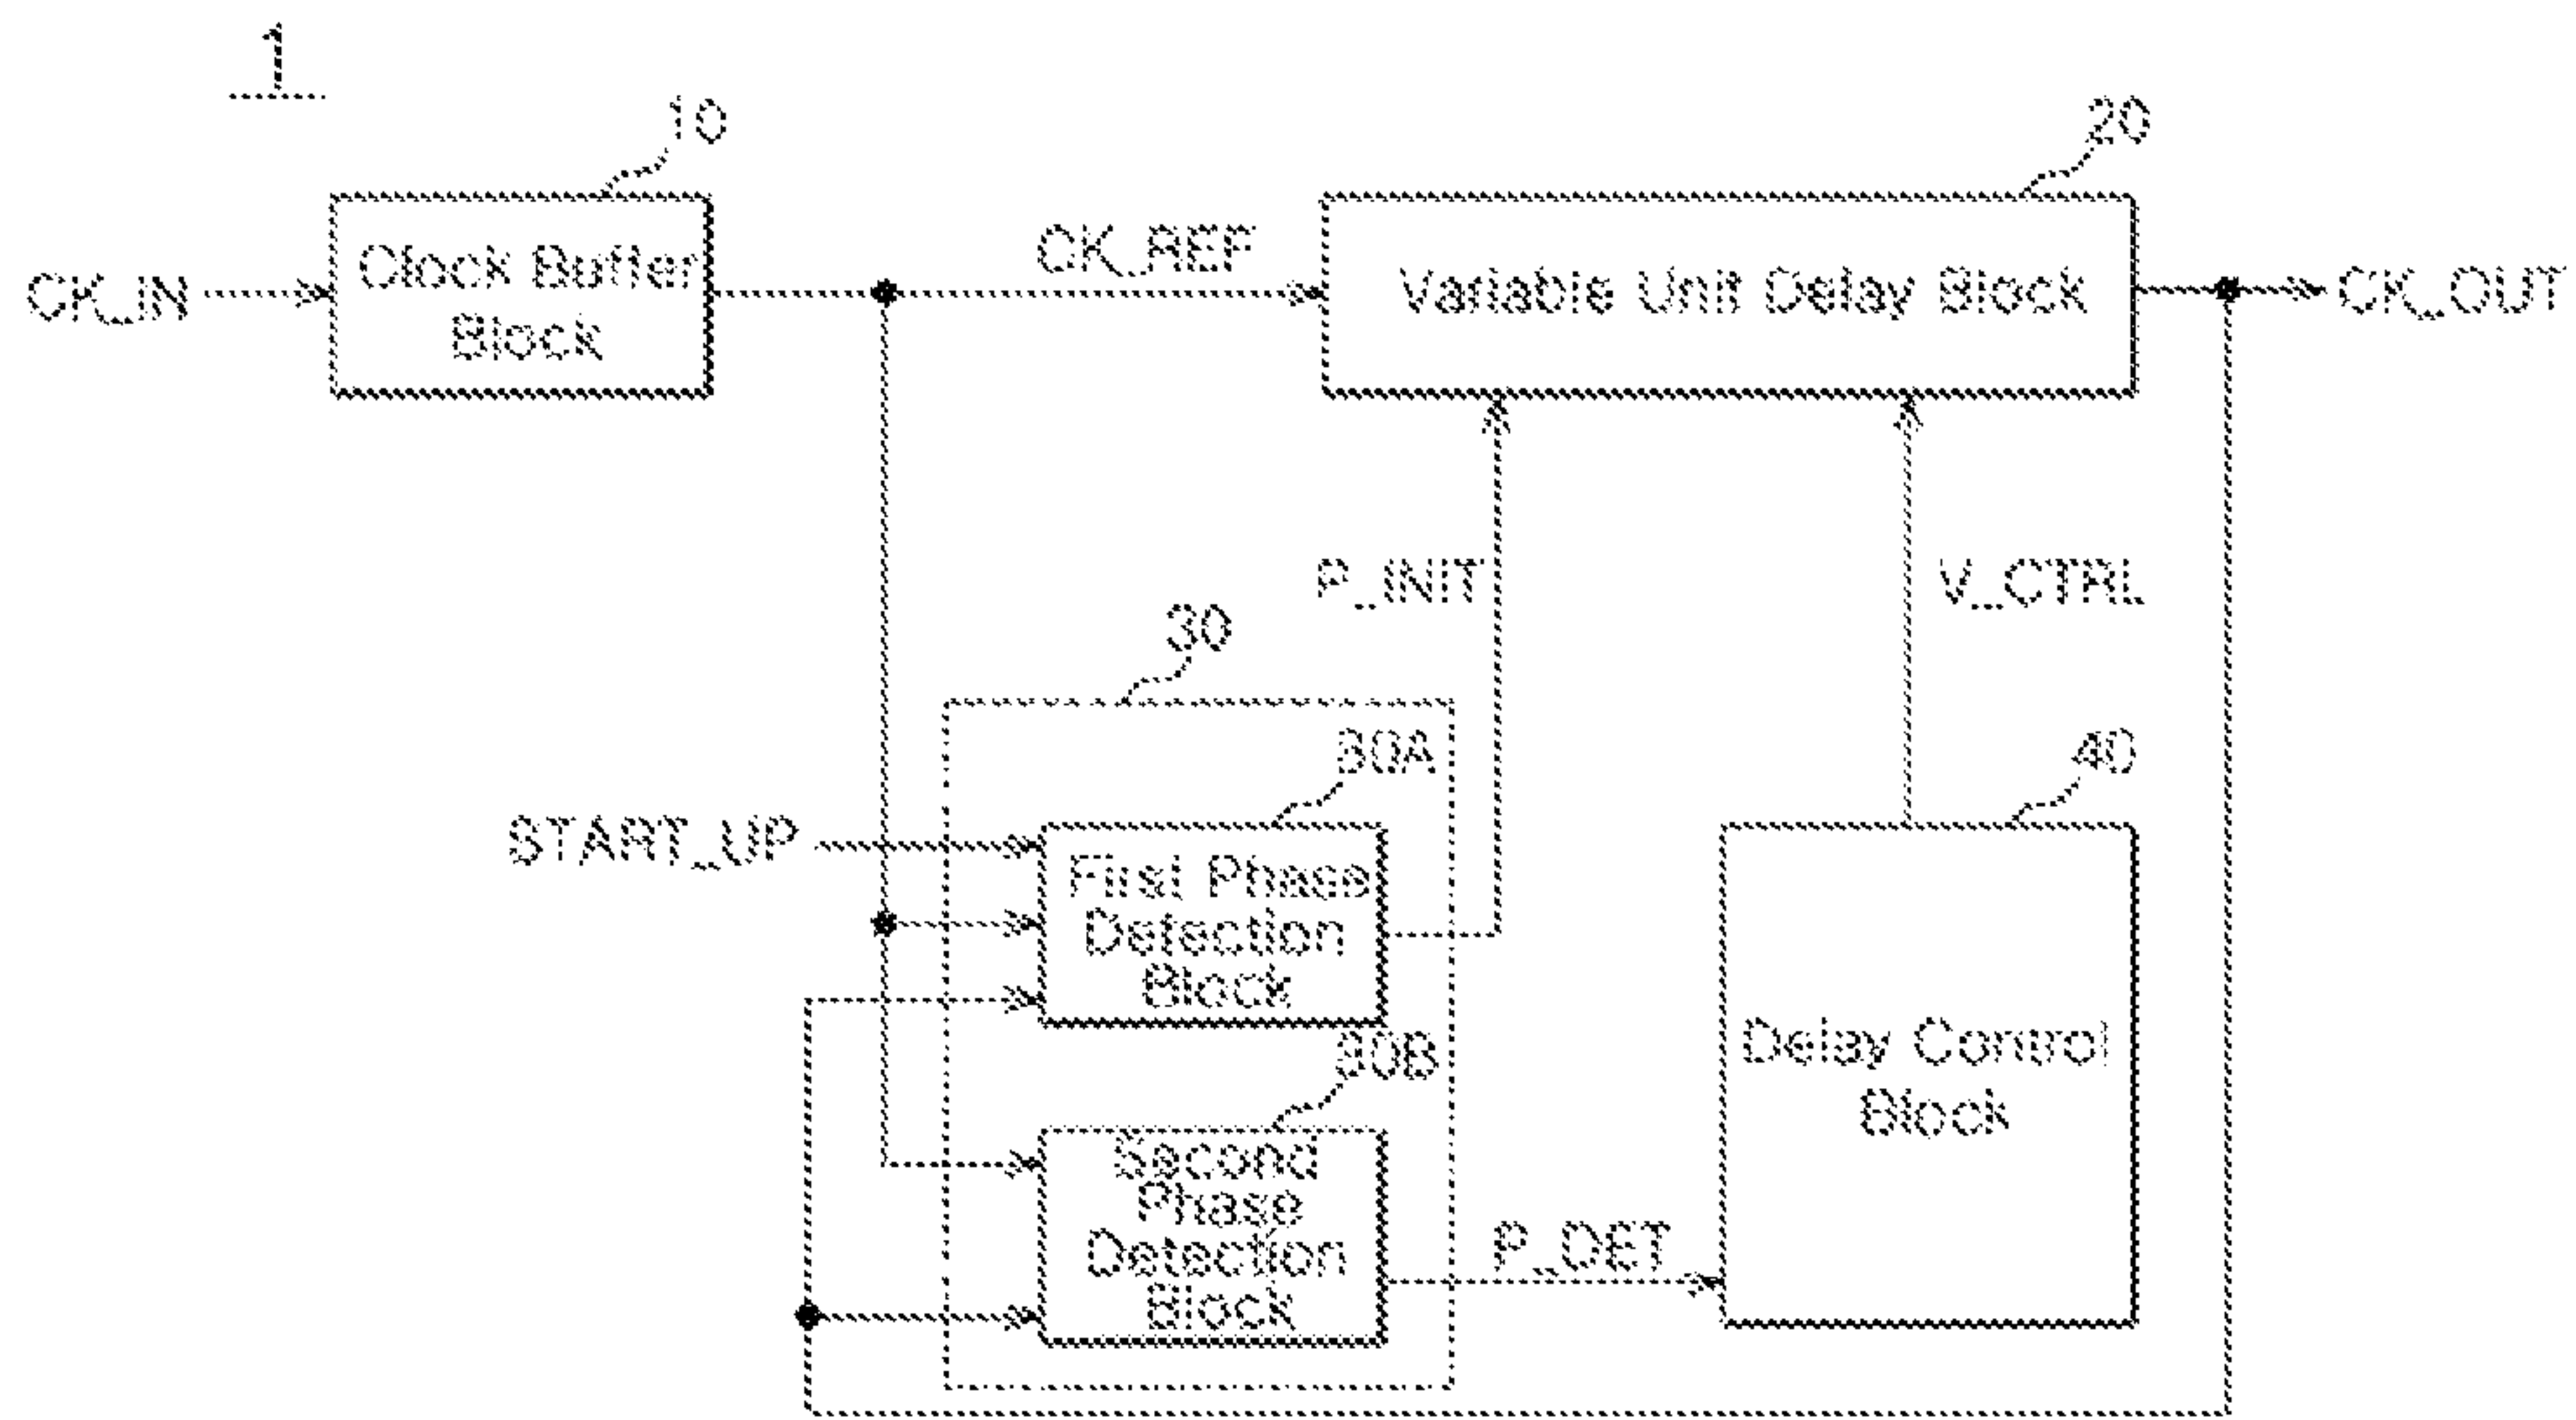 1
10
20
CK_IN
Clock Buffer
Block
CK_REF
Variable Unit Delay Block
CK_OUT
P_INIT
V_CTRL
30
30A
40
START_UP
First Phase
Detection
Block
30B
Delay Control
Block
Second
Phase
Detection
Block
P_DET